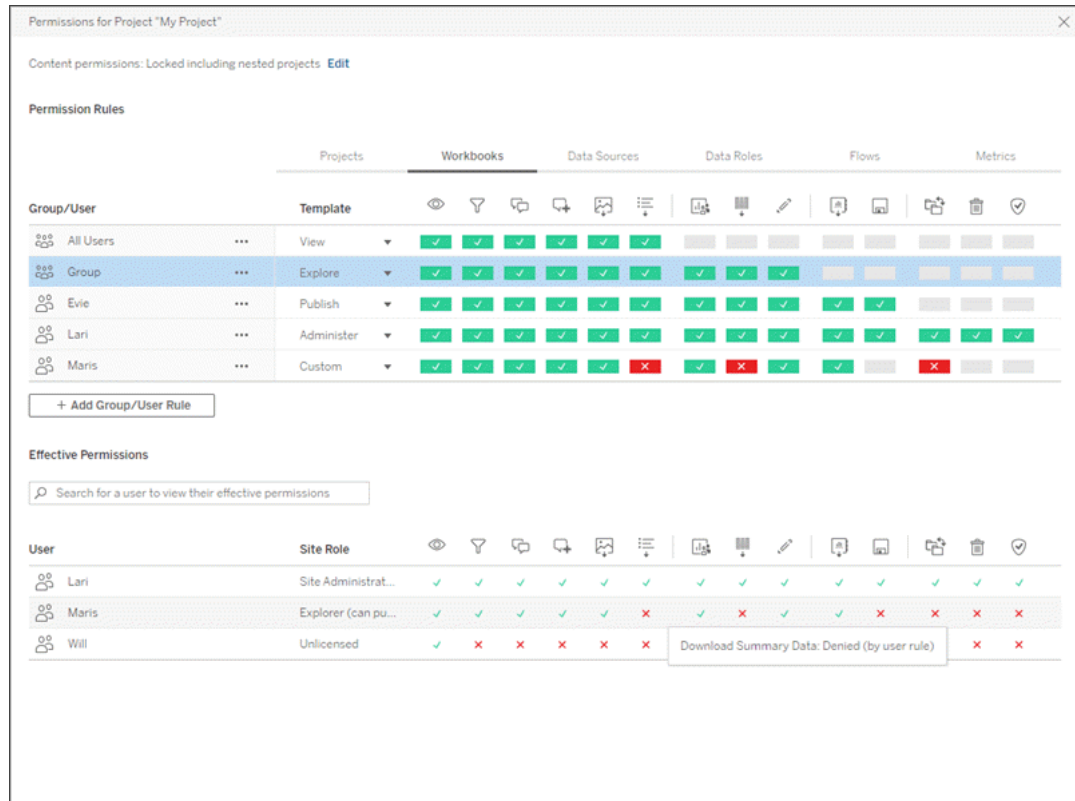 Permissions for Project "My Project"
Content permissions: Locked including nested projects Edit
Permission Rules
Projects Workbooks Data Sources Data Roles Flows Metrics
Group/User Template
All Users ... View
Group ... Explore
Evie ... Publish
Lari ... Administer
Maris ... Custom
+ Add Group/User Rule
Effective Permissions
Search for a user to view their effective permissions
User Site Role
Lari Site Administrat...
Maris Explorer (can pu...
Will Unlicensed
Download Summary Data: Denied (by user rule)